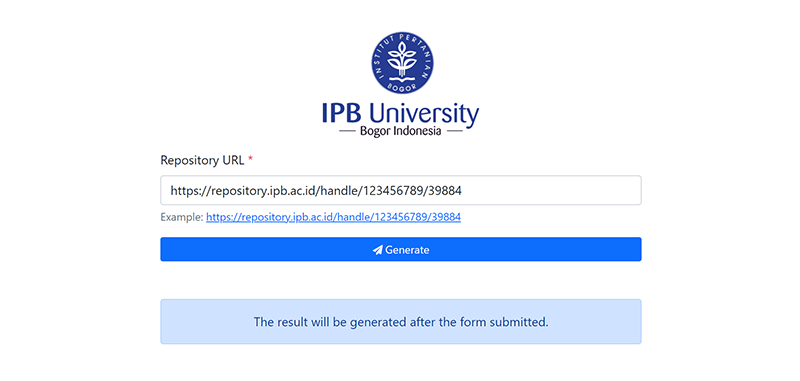 INSTITUT PERTANIAN
BOGOR
IPB University
Bogor Indonesia
Repository URL *
https://repository.ipb.ac.id/handle/123456789/39884
Example: https://repository.ipb.ac.id/handle/123456789/39884
Generate
The result will be generated after the form submitted.